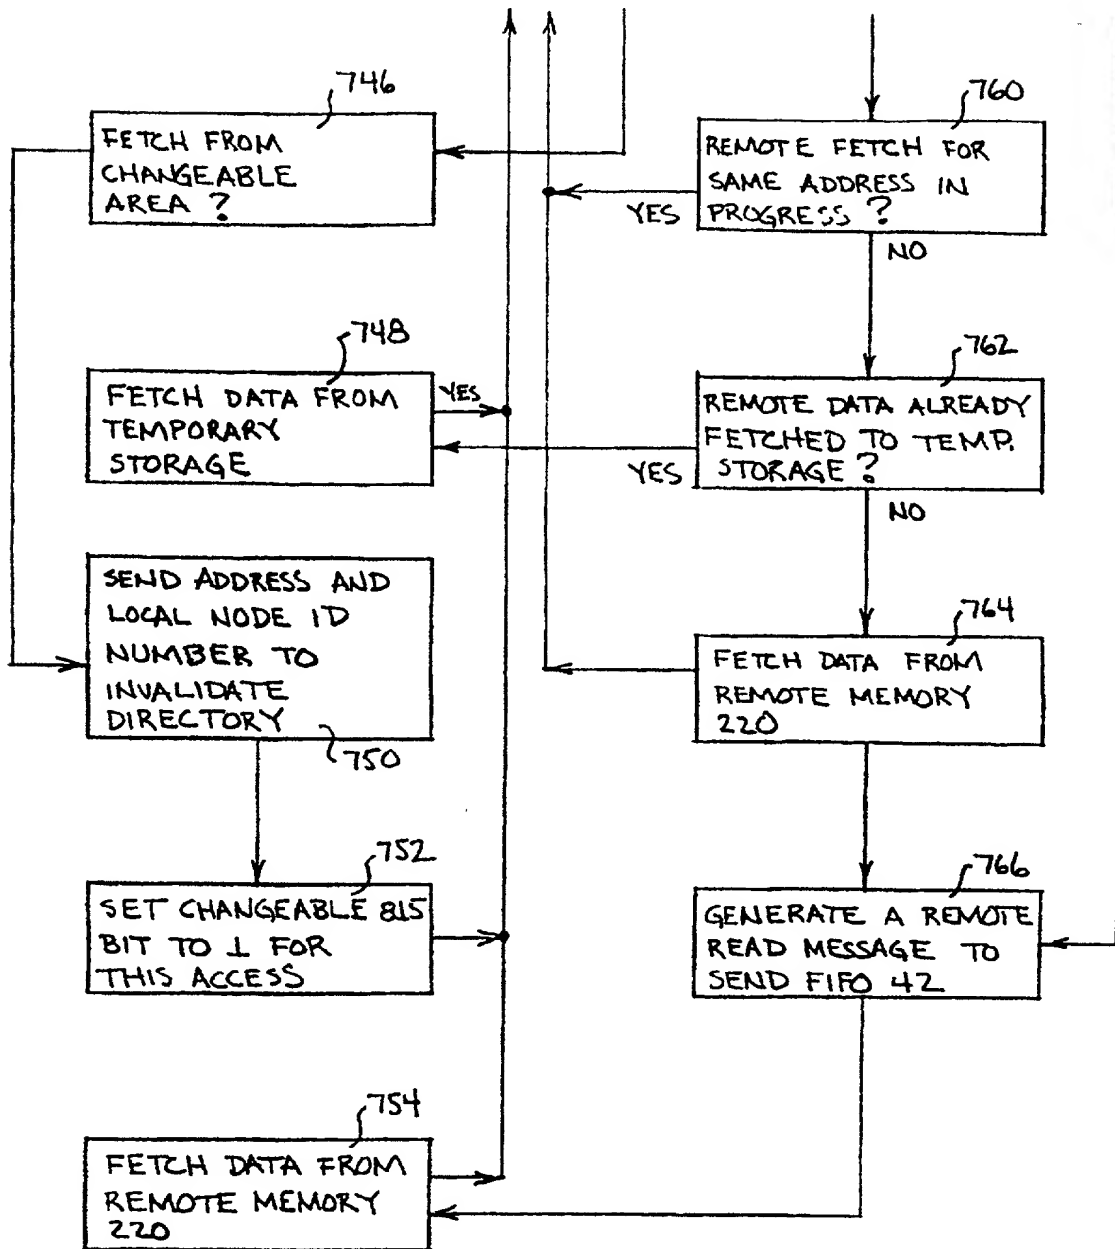 746
FETCH FROM
CHANGEABLE
AREA ?
760
REMOTE FETCH FOR
SAME ADDRESS IN
PROGRESS ?
YES
NO
748
FETCH DATA FROM
TEMPORARY
STORAGE
YES
762
REMOTE DATA ALREADY
FETCHED TO TEMP.
STORAGE ?
YES
NO
SEND ADDRESS AND
LOCAL NODE ID
NUMBER TO
INVALIDATE
DIRECTORY
750
764
FETCH DATA FROM
REMOTE MEMORY
220
752
SET CHANGEABLE 815
BIT TO 1 FOR
THIS ACCESS
766
GENERATE A REMOTE
READ MESSAGE TO
SEND FIFO 42
754
FETCH DATA FROM
REMOTE MEMORY
220